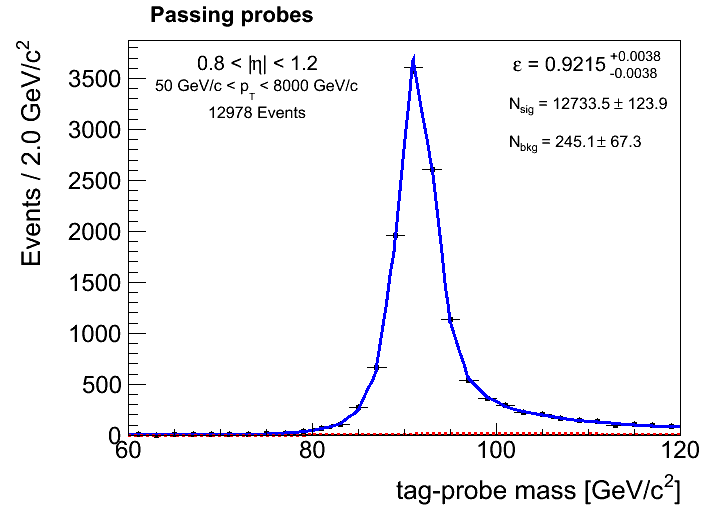 Passing probes
0.8 < |η| < 1.2
50 GeV/c < p_T < 8000 GeV/c
12978 Events
ε = 0.9215 +0.0038 -0.0038
N_sig = 12733.5 ± 123.9
N_bkg = 245.1 ± 67.3
Events / 2.0 GeV/c²
3500
3000
2500
2000
1500
1000
500
0
60 80 100 120
tag-probe mass [GeV/c²]